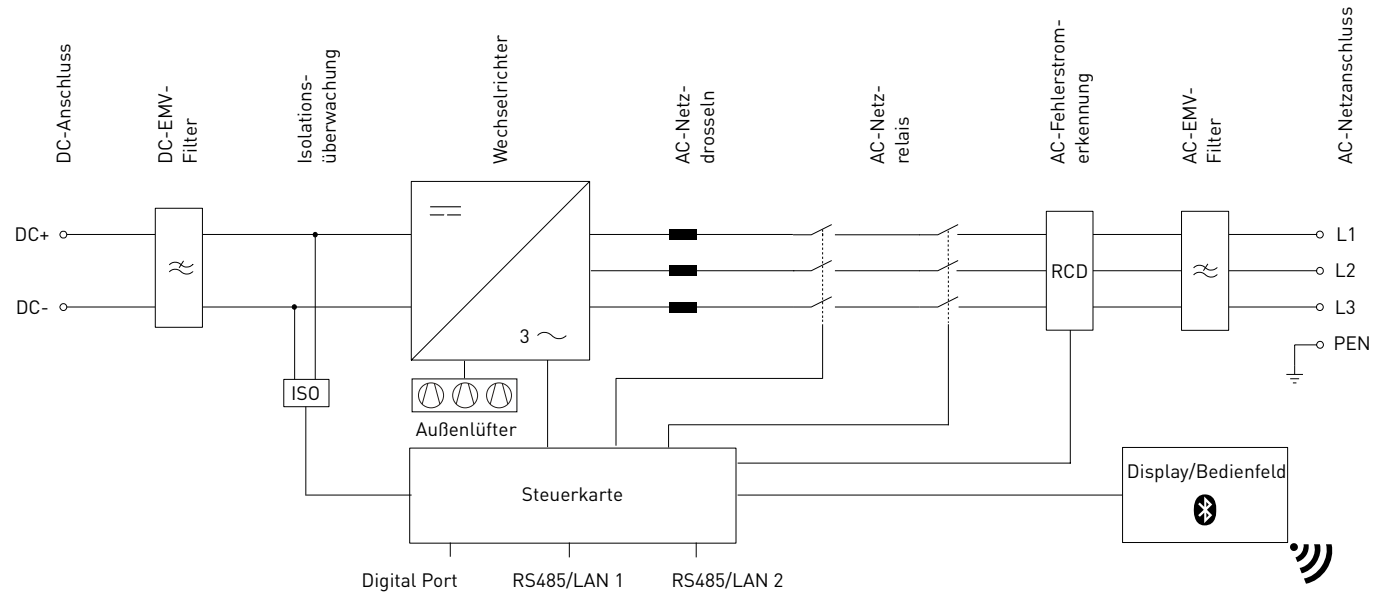 DC-Anschluss
DC-EMV-
Filter
Isolations-
überwachung
Wechselrichter
AC-Netz-
drosseln
AC-Netz-
relais
AC-Fehlerstrom-
erkennung
AC-EMV-
Filter
AC-Netzanschluss
DC+
L1
RCD
L2
DC-
L3
3
PEN
ISO
Außenlüfter
Steuerkarte
Display/Bedienfeld
Digital Port
RS485/LAN 1
RS485/LAN 2